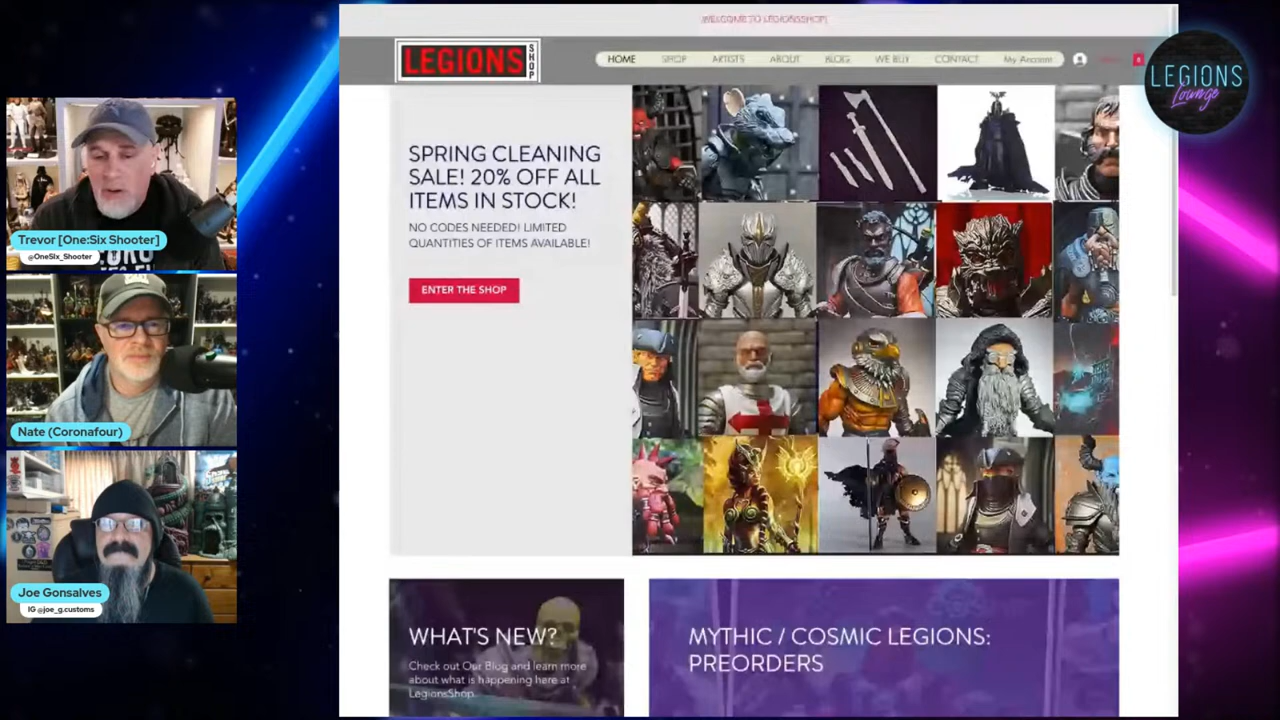 WELCOME TO LEGIONSSHOP!
LEGIONS SHOP
HOME SHOP ARTISTS ABOUT BLOG WE BUY CONTACT My Account
LEGIONS
Lounge
SPRING CLEANING
SALE! 20% OFF ALL
ITEMS IN STOCK!
NO CODES NEEDED! LIMITED
QUANTITIES OF ITEMS AVAILABLE!
ENTER THE SHOP
Trevor [One:Six Shooter]
@OneSix_Shooter
Nate (Coronafour)
Joe Gonsalves
IG @joe_g.customs
WHAT'S NEW?
Check out Our Blog and learn more
about what is happening here at
LegionsShop.
MYTHIC / COSMIC LEGIONS:
PREORDERS